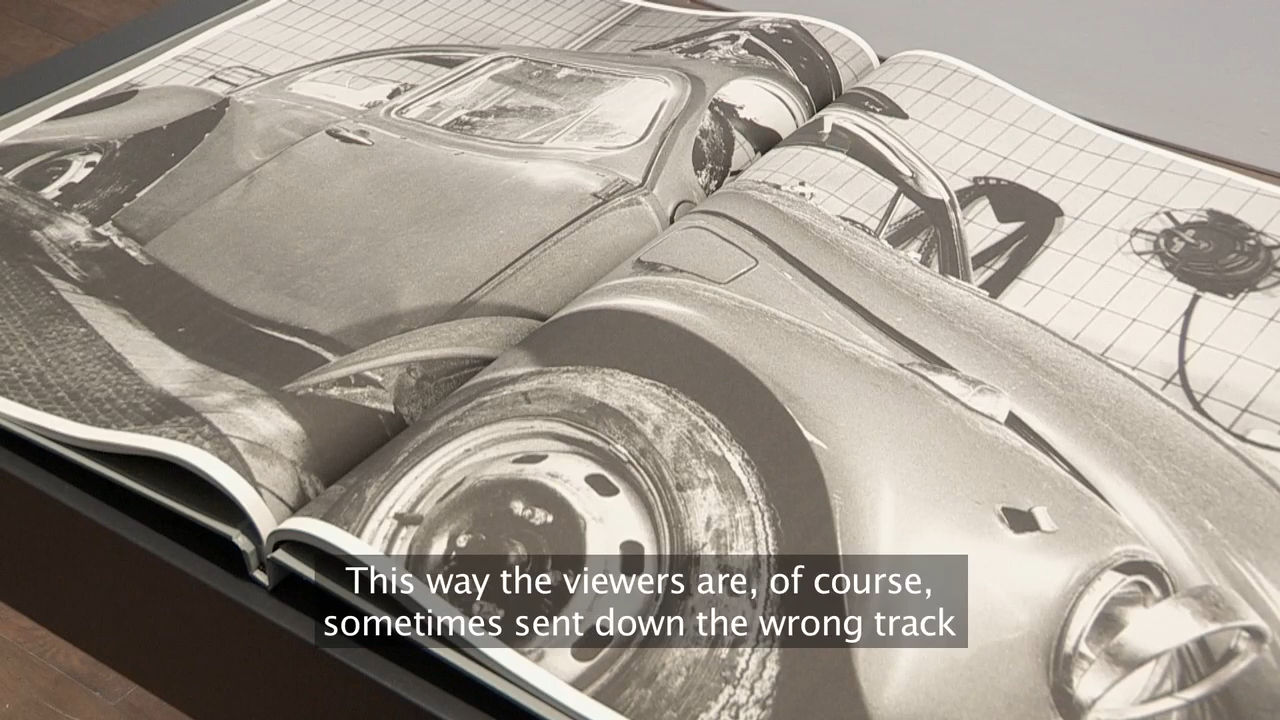 This way the viewers are, of course,
sometimes sent down the wrong track